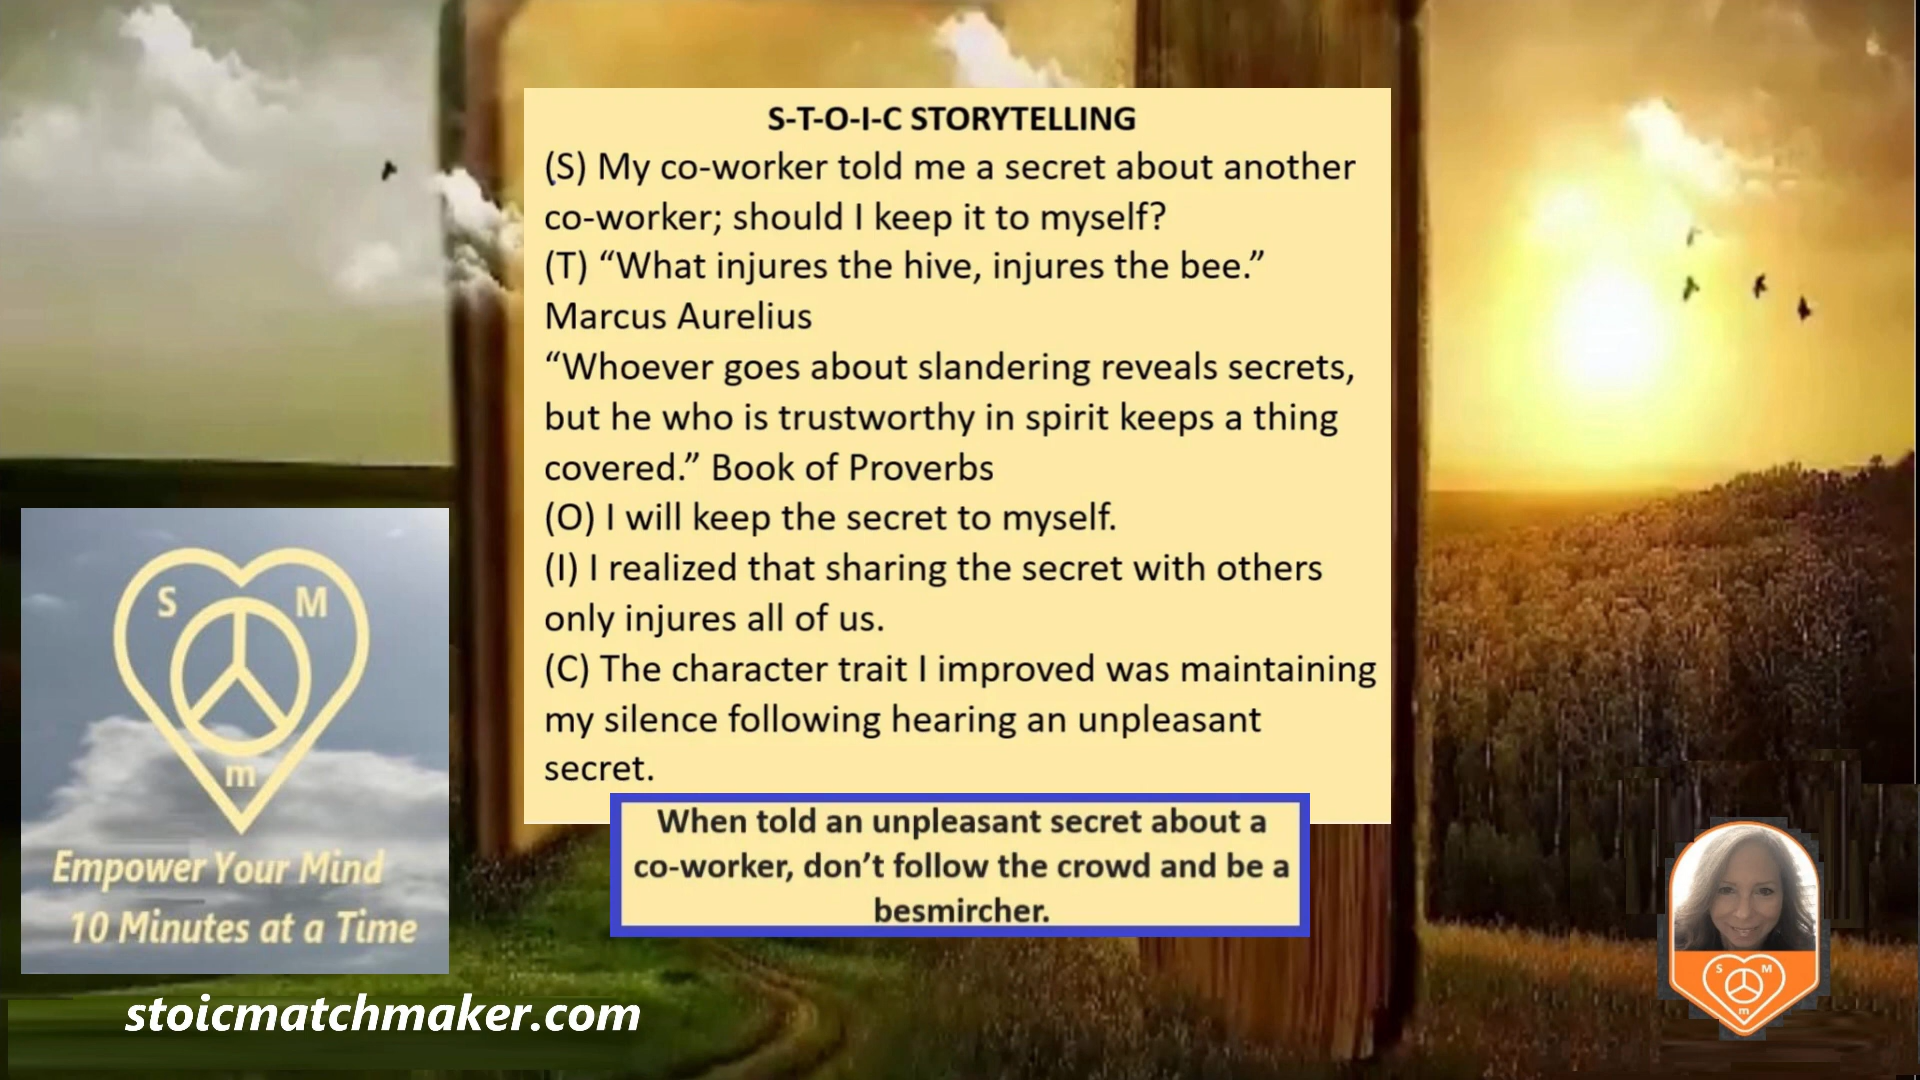 S-T-O-I-C STORYTELLING
(S) My co-worker told me a secret about another
co-worker; should I keep it to myself?
(T) “What injures the hive, injures the bee.”
Marcus Aurelius
“Whoever goes about slandering reveals secrets,
but he who is trustworthy in spirit keeps a thing
covered.” Book of Proverbs
(O) I will keep the secret to myself.
(I) I realized that sharing the secret with others
only injures all of us.
(C) The character trait I improved was maintaining
my silence following hearing an unpleasant
secret.
When told an unpleasant secret about a
co-worker, don’t follow the crowd and be a
besmircher.
S M
m
Empower Your Mind
10 Minutes at a Time
stoicmatchmaker.com
S M
m